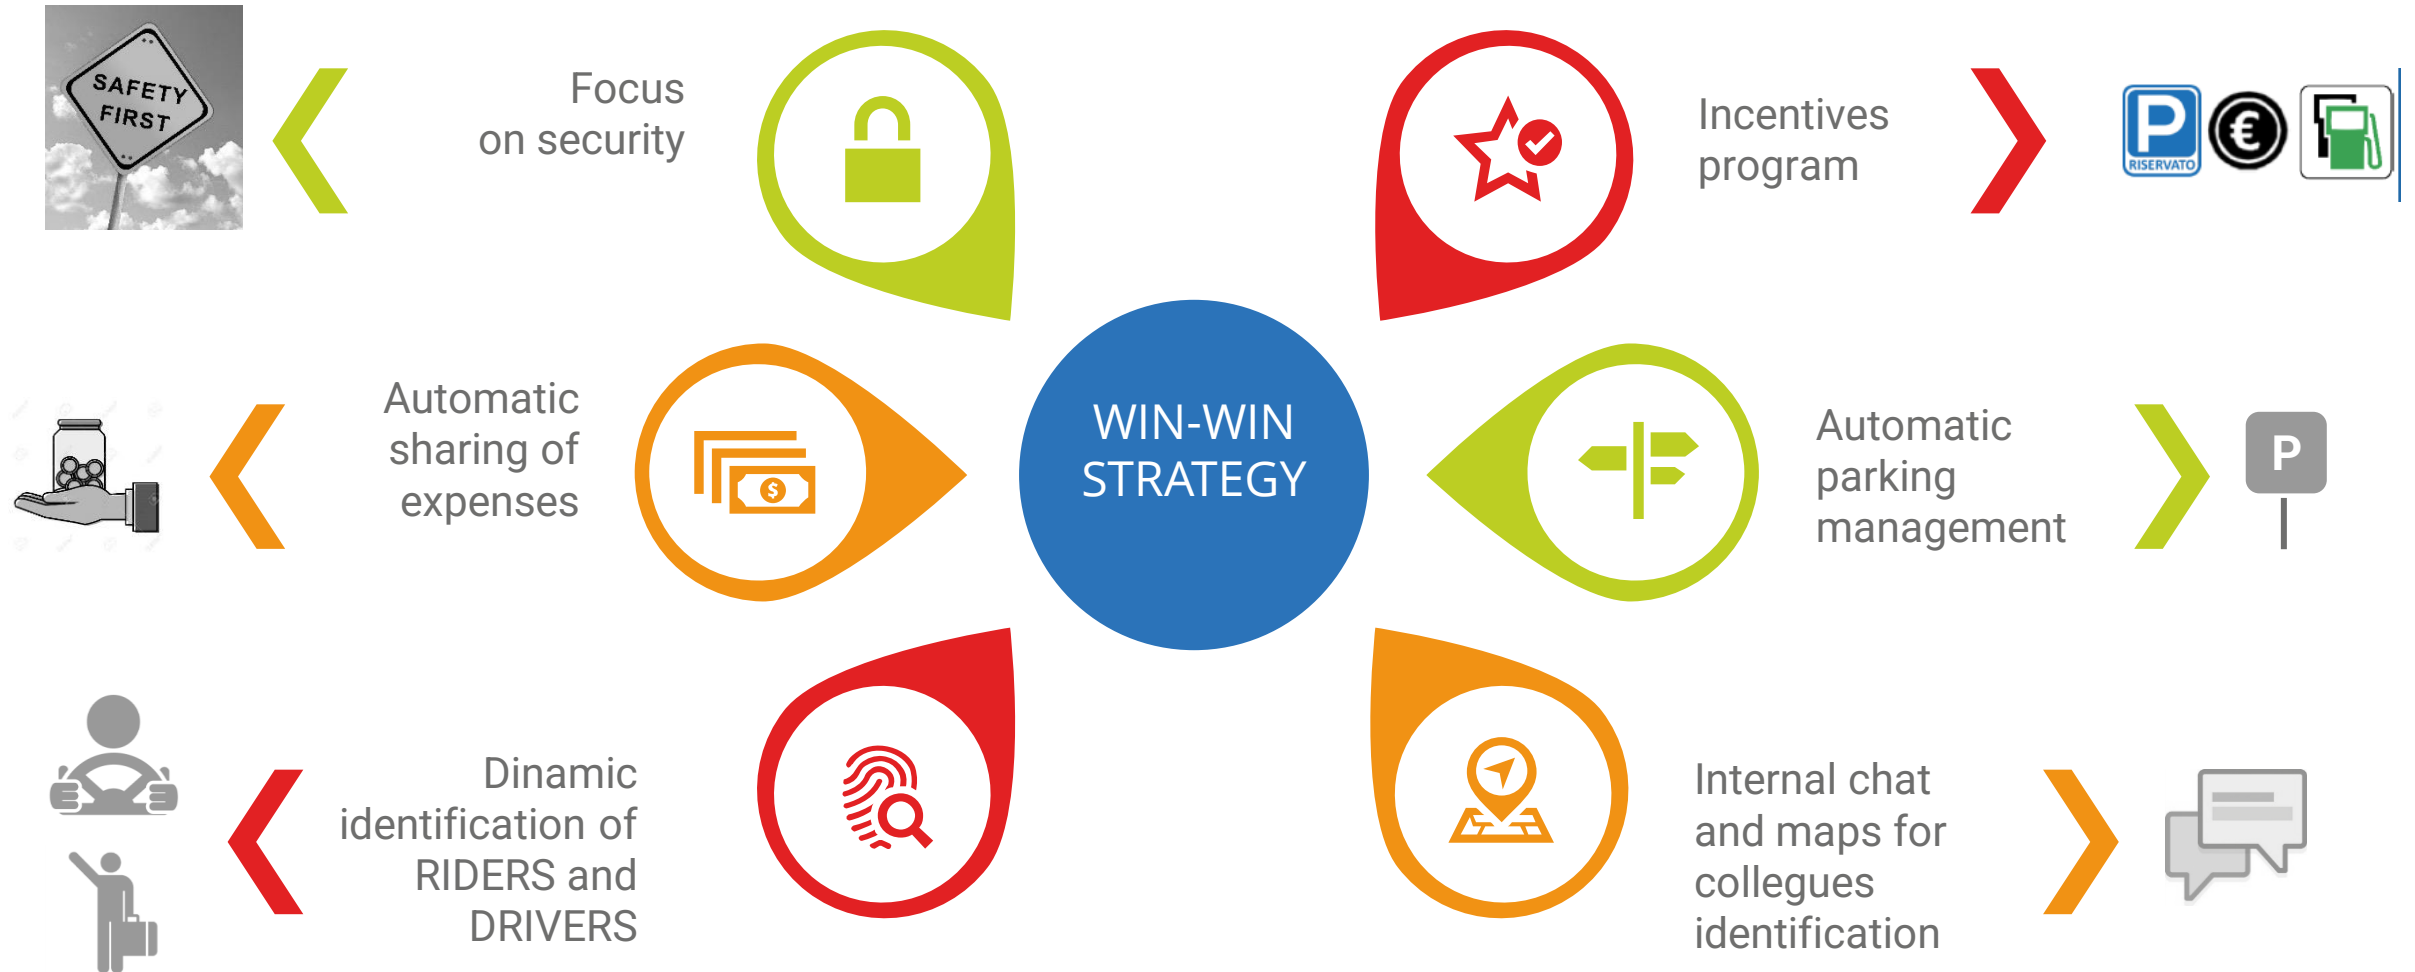 SAFETY
FIRST
Focus
on security
Incentives
program
P
RISERVATO
€
Automatic
sharing of
expenses
$
WIN-WIN
STRATEGY
Automatic
parking
management
P
Dinamic
identification of
RIDERS and
DRIVERS
Internal chat
and maps for
collegues
identification